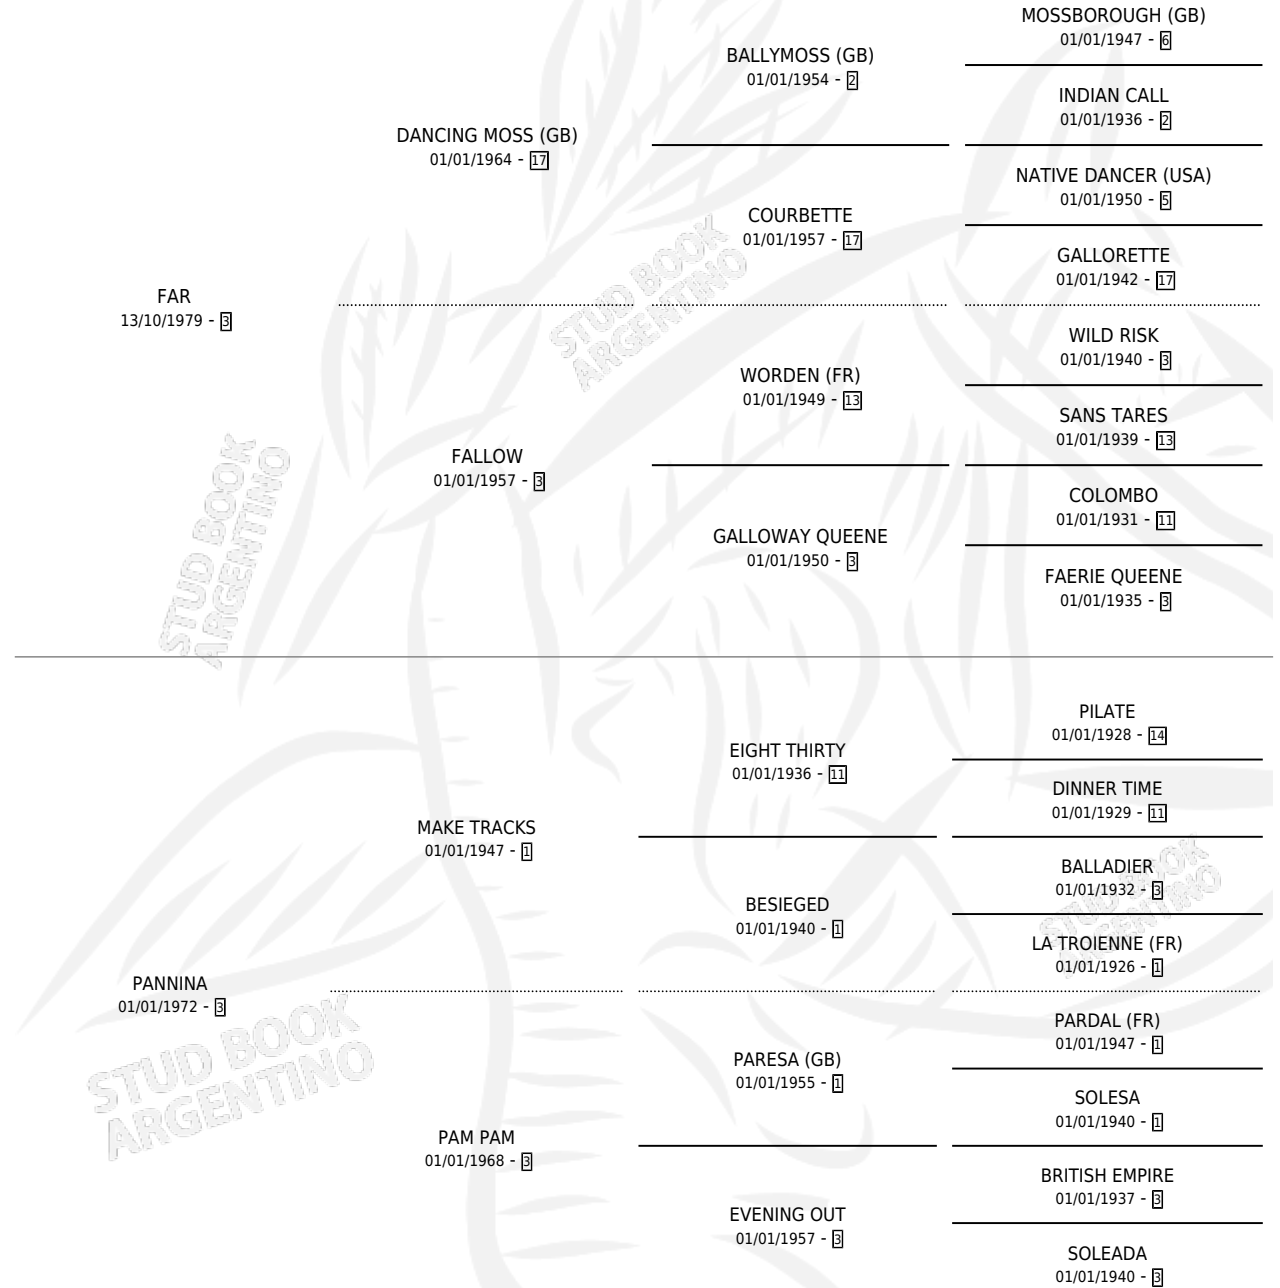 MOSSBOROUGH (GB)
01/01/1947 - 6
BALLYMOSS (GB)
01/01/1954 - 2
INDIAN CALL
01/01/1936 - 2
DANCING MOSS (GB)
01/01/1964 - 17
NATIVE DANCER (USA)
01/01/1950 - 5
COURBETTE
01/01/1957 - 17
GALLORETTE
01/01/1942 - 17
FAR
13/10/1979 - 3
WILD RISK
01/01/1940 - 3
WORDEN (FR)
01/01/1949 - 13
SANS TARES
01/01/1939 - 13
FALLOW
01/01/1957 - 3
COLOMBO
01/01/1931 - 11
GALLOWAY QUEENE
01/01/1950 - 3
FAERIE QUEENE
01/01/1935 - 3
PILATE
01/01/1928 - 14
EIGHT THIRTY
01/01/1936 - 11
DINNER TIME
01/01/1929 - 11
MAKE TRACKS
01/01/1947 - 1
BALLADIER
01/01/1932 - 3
BESIEGED
01/01/1940 - 1
LA TROIENNE (FR)
01/01/1926 - 1
PANNINA
01/01/1972 - 3
PARDAL (FR)
01/01/1947 - 1
PARESA (GB)
01/01/1955 - 1
SOLESA
01/01/1940 - 1
PAM PAM
01/01/1968 - 3
BRITISH EMPIRE
01/01/1937 - 3
EVENING OUT
01/01/1957 - 3
SOLEADA
01/01/1940 - 3
STUD BOOK
ARGENTINO
STUD BOOK
ARGENTINO
STUD BOOK
ARGENTINO
STUD BOOK
ARGENTINO